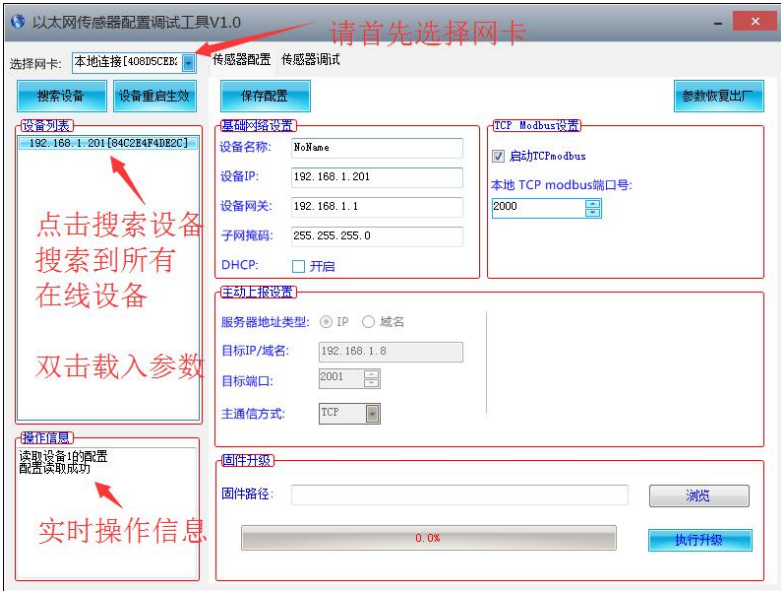 以太网传感器配置调试工具V1.0
请首先选择网卡
选择网卡: 本地连接[408D5CEB
传感器配置 传感器调试
搜索设备 设备重启生效 保存配置 参数恢复出厂
设备列表
192.168.1.201[84C2E4F4DE2C]
点击搜索设备
搜索到所有
在线设备
双击载入参数
基础网络设置
设备名称: NoName
设备IP: 192.168.1.201
设备网关: 192.168.1.1
子网掩码: 255.255.255.0
DHCP: 开启
TCP Modbus设置
启动TCPmodbus
本地 TCP modbus端口号:
2000
主动上报设置
服务器地址类型: IP 域名
目标IP/域名: 192.168.1.8
目标端口: 2001
主通信方式: TCP
操作信息
读取设备1的配置
配置读取成功
实时操作信息
固件升级
固件路径: 浏览
0.0% 执行升级